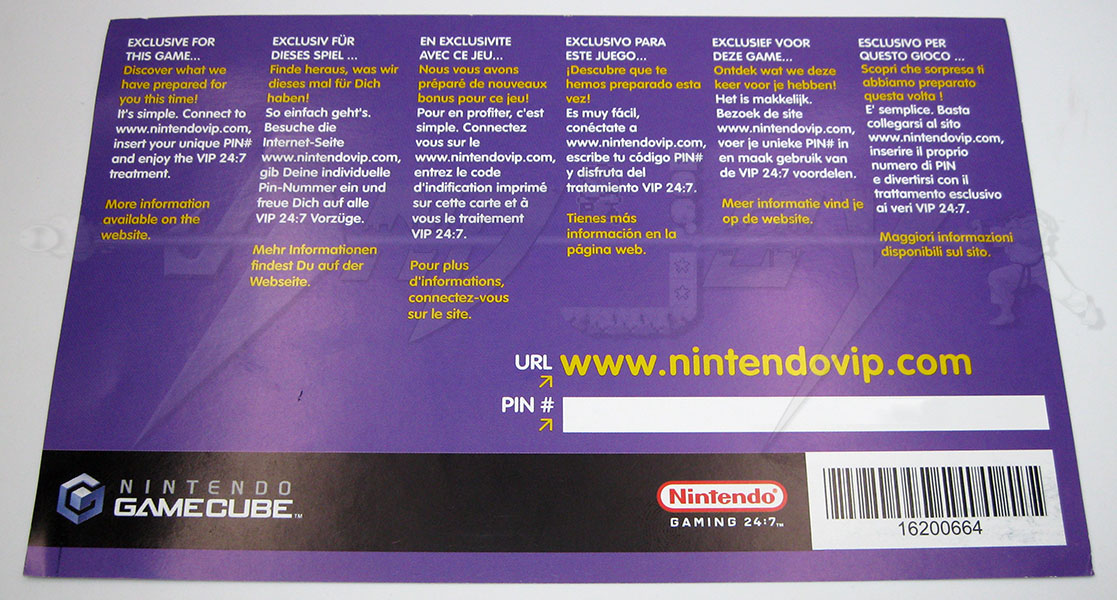 EXCLUSIVE FOR
THIS GAME...
Discover what we
have prepared for
you this time!
It's simple. Connect to
www.nintendovip.com,
insert your unique PIN#
and enjoy the VIP 24:7
treatment.
More information
available on the
website.
EXCLUSIV FÜR
DIESES SPIEL ...
Finde heraus, was wir
dieses mal für Dich
haben!
So einfach geht's.
Besuche die
Internet-Seite
www.nintendovip.com,
gib Deine individuelle
Pin-Nummer ein und
freue Dich auf alle
VIP 24:7 Vorzüge.
Mehr Informationen
findest Du auf der
Webseite.
EN EXCLUSIVITE
AVEC CE JEU...
Nous vous avons
préparé de nouveaux
bonus pour ce jeu!
Pour en profiter, c'est
simple. Connectez
vous sur le
www.nintendovip.com,
entrez le code
d'indification imprimé
sur cette carte et à
vous le traitement
VIP 24:7.
Pour plus
d'informations,
connectez-vous
sur le site.
EXCLUSIVO PARA
ESTE JUEGO...
¡Descubre que te
hemos preparado esta
vez!
Es muy fácil,
conéctate a
www.nintendovip.com,
escribe tu código PIN#
y disfruta del
tratamiento VIP 24:7.
Tienes más
información en la
página web.
EXCLUSIEF VOOR
DEZE GAME...
Ontdek wat we deze
keer voor je hebben!
Het is makkelijk.
Bezoek de site
www.nintendovip.com,
voer je unieke PIN# in
en maak gebruik van
de VIP 24:7 voordelen.
Meer informatie vind je
op de website.
ESCLUSIVO PER
QUESTO GIOCO ...
Scopri che sorpresa ti
abbiamo preparato
questa volta !
E' semplice. Basta
collegarsi al sito
www.nintendovip.com,
inserire il proprio
numero di PIN
e divertirsi con il
trattamento esclusivo
ai veri VIP 24:7.
Maggiori informazioni
disponibili sul sito.
URL www.nintendovip.com
PIN #
NINTENDO
GAMECUBE™
Nintendo®
GAMING 24:7™
16200664